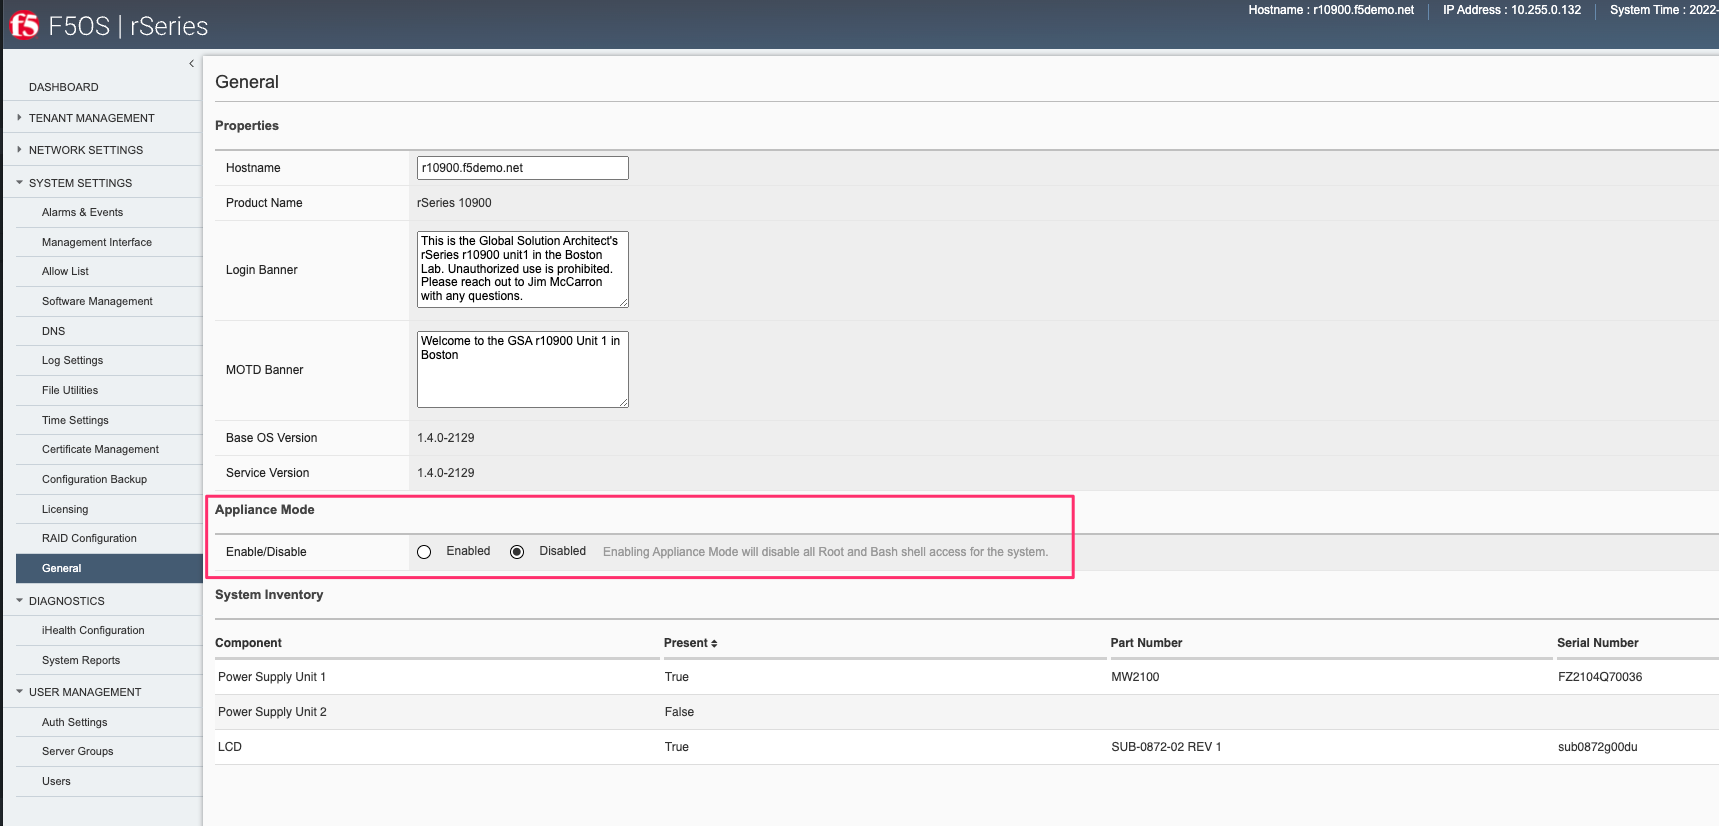 f5 F5OS | rSeries
Hostname : r10900.f5demo.net
IP Address : 10.255.0.132
System Time : 2022-
DASHBOARD
TENANT MANAGEMENT
NETWORK SETTINGS
SYSTEM SETTINGS
Alarms & Events
Management Interface
Allow List
Software Management
DNS
Log Settings
File Utilities
Time Settings
Certificate Management
Configuration Backup
Licensing
RAID Configuration
General
DIAGNOSTICS
iHealth Configuration
System Reports
USER MANAGEMENT
Auth Settings
Server Groups
Users
General
Properties
Hostname r10900.f5demo.net
Product Name rSeries 10900
Login Banner
This is the Global Solution Architect's
rSeries r10900 unit1 in the Boston
Lab. Unauthorized use is prohibited.
Please reach out to Jim McCarron
with any questions.
MOTD Banner
Welcome to the GSA r10900 Unit 1 in
Boston
Base OS Version 1.4.0-2129
Service Version 1.4.0-2129
Appliance Mode
Enable/Disable Enabled Disabled Enabling Appliance Mode will disable all Root and Bash shell access for the system.
System Inventory
Component Present Part Number Serial Number
Power Supply Unit 1 True MW2100 FZ2104Q70036
Power Supply Unit 2 False
LCD True SUB-0872-02 REV 1 sub0872g00du